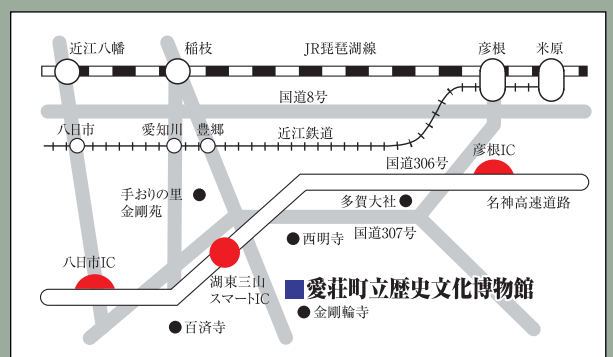 近江八幡
稲枝
JR琵琶湖線
彦根
米原
国道8号
八日市
愛知川
豊郷
近江鉄道
彦根IC
国道306号
手おりの里
金剛苑
多賀大社
名神高速道路
国道307号
西明寺
八日市IC
湖東三山
スマートIC
愛荘町立歴史文化博物館
金剛輪寺
百済寺